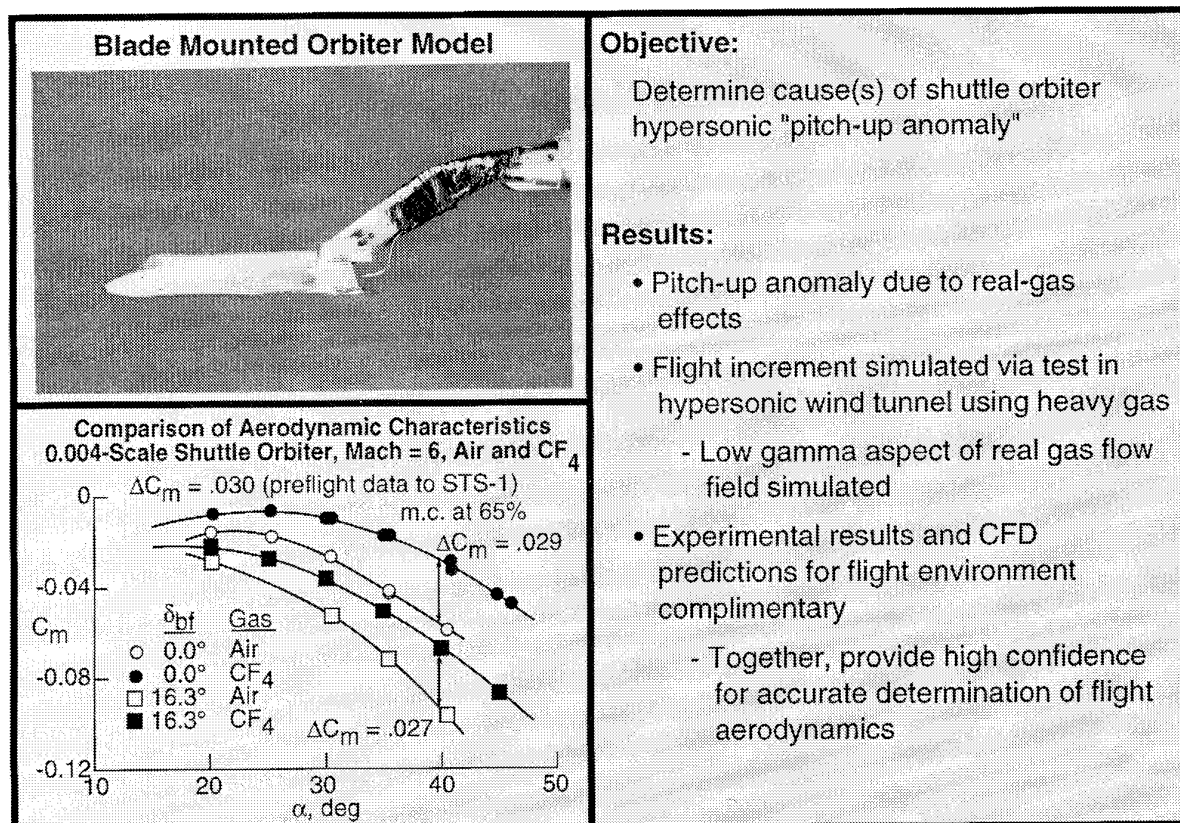 Blade Mounted Orbiter Model
Comparison of Aerodynamic Characteristics
0.004-Scale Shuttle Orbiter, Mach = 6, Air and CF4
ΔCm = .030 (preflight data to STS-1)
m.c. at 65%
ΔCm = .029
0
-0.04
Cm
-0.08
-0.12
δbf Gas
0.0° Air
0.0° CF4
16.3° Air
16.3° CF4
ΔCm = .027
10 20 30 40 50
α, deg
Objective:
Determine cause(s) of shuttle orbiter
hypersonic "pitch-up anomaly"
Results:
• Pitch-up anomaly due to real-gas
effects
• Flight increment simulated via test in
hypersonic wind tunnel using heavy gas
- Low gamma aspect of real gas flow
field simulated
• Experimental results and CFD
predictions for flight environment
complimentary
- Together, provide high confidence
for accurate determination of flight
aerodynamics